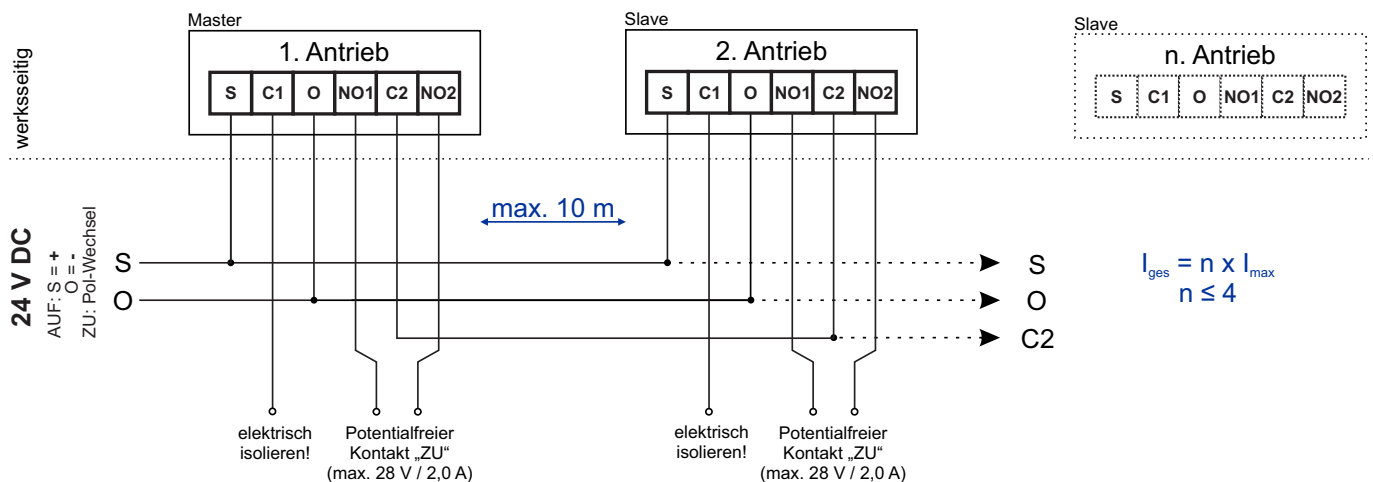 Master
Slave
Slave
werksseitig
1. Antrieb
2. Antrieb
n. Antrieb
S C1 O NO1 C2 NO2
S C1 O NO1 C2 NO2
S C1 O NO1 C2 NO2
max. 10 m
24 V DC
AUF: S = +
O = -
ZU: Pol-Wechsel
S
O
S
O
C2
I_ges = n x I_max
n ≤ 4
elektrisch
isolieren!
Potentialfreier
Kontakt „ZU“
(max. 28 V / 2,0 A)
elektrisch
isolieren!
Potentialfreier
Kontakt „ZU“
(max. 28 V / 2,0 A)